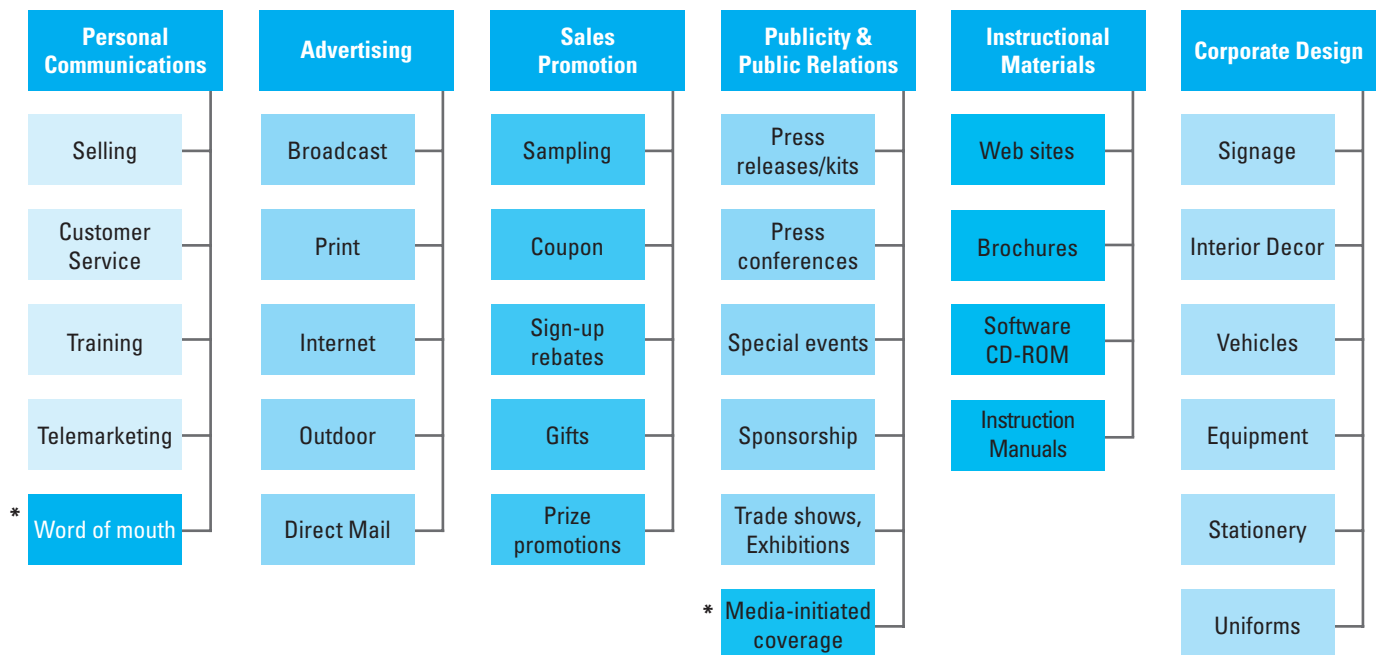 Personal
Communications
Advertising
Sales
Promotion
Publicity &
Public Relations
Instructional
Materials
Corporate Design
Selling
Broadcast
Sampling
Press
releases/kits
Web sites
Signage
Customer
Service
Print
Coupon
Press
conferences
Brochures
Interior Decor
Training
Internet
Sign-up
rebates
Special events
Software
CD-ROM
Vehicles
Telemarketing
Outdoor
Gifts
Sponsorship
Instruction
Manuals
Equipment
* Word of mouth
Direct Mail
Prize
promotions
Trade shows,
Exhibitions
Stationery
* Media-initiated
coverage
Uniforms